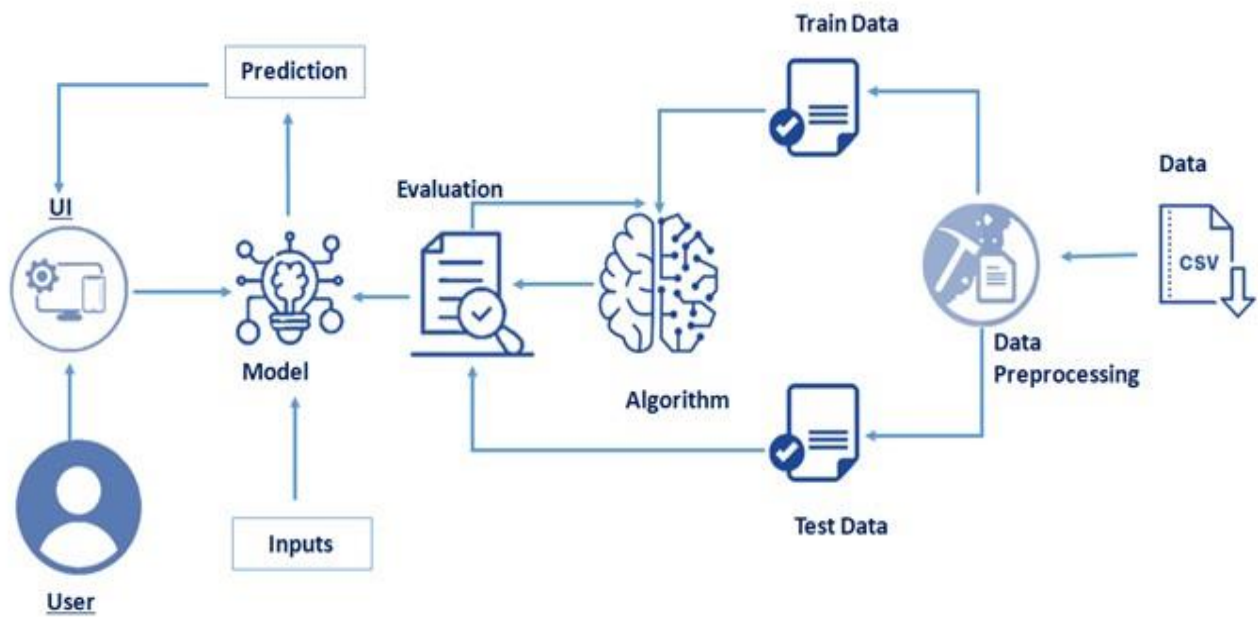 Train Data
Prediction
Data
Evaluation
UI
CSV
Data
Preprocessing
Model
Algorithm
Test Data
Inputs
User